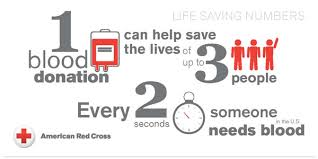 LIFE SAVING NUMBERS
1 blood donation
can help save the lives of up to 3 people
Every 2 seconds
someone in the U.S. needs blood
American Red Cross